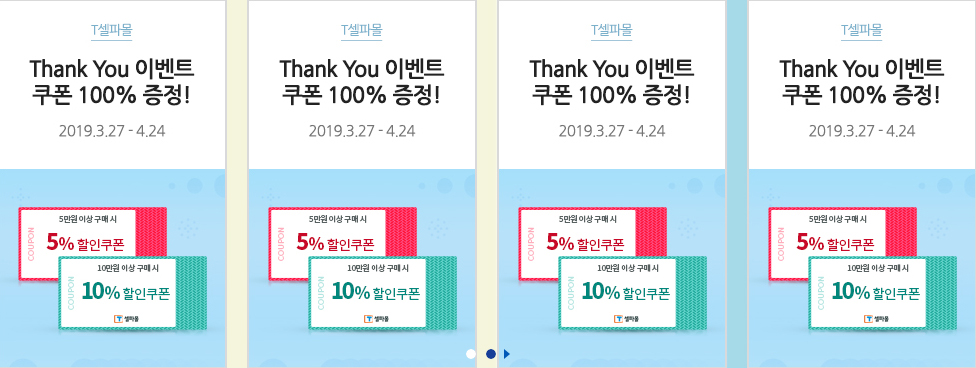 T셀파몰
Thank You 이벤트
쿠폰 100% 증정!
2019.3.27 - 4.24
COUPON
5만원 이상 구매 시
5% 할인쿠폰
COUPON
10만원 이상 구매 시
10% 할인쿠폰
T 셀파몰
T셀파몰
Thank You 이벤트
쿠폰 100% 증정!
2019.3.27 - 4.24
COUPON
5만원 이상 구매 시
5% 할인쿠폰
COUPON
10만원 이상 구매 시
10% 할인쿠폰
T 셀파몰
T셀파몰
Thank You 이벤트
쿠폰 100% 증정!
2019.3.27 - 4.24
COUPON
5만원 이상 구매 시
5% 할인쿠폰
COUPON
10만원 이상 구매 시
10% 할인쿠폰
T 셀파몰
T셀파몰
Thank You 이벤트
쿠폰 100% 증정!
2019.3.27 - 4.24
COUPON
5만원 이상 구매 시
5% 할인쿠폰
COUPON
10만원 이상 구매 시
10% 할인쿠폰
T 셀파몰